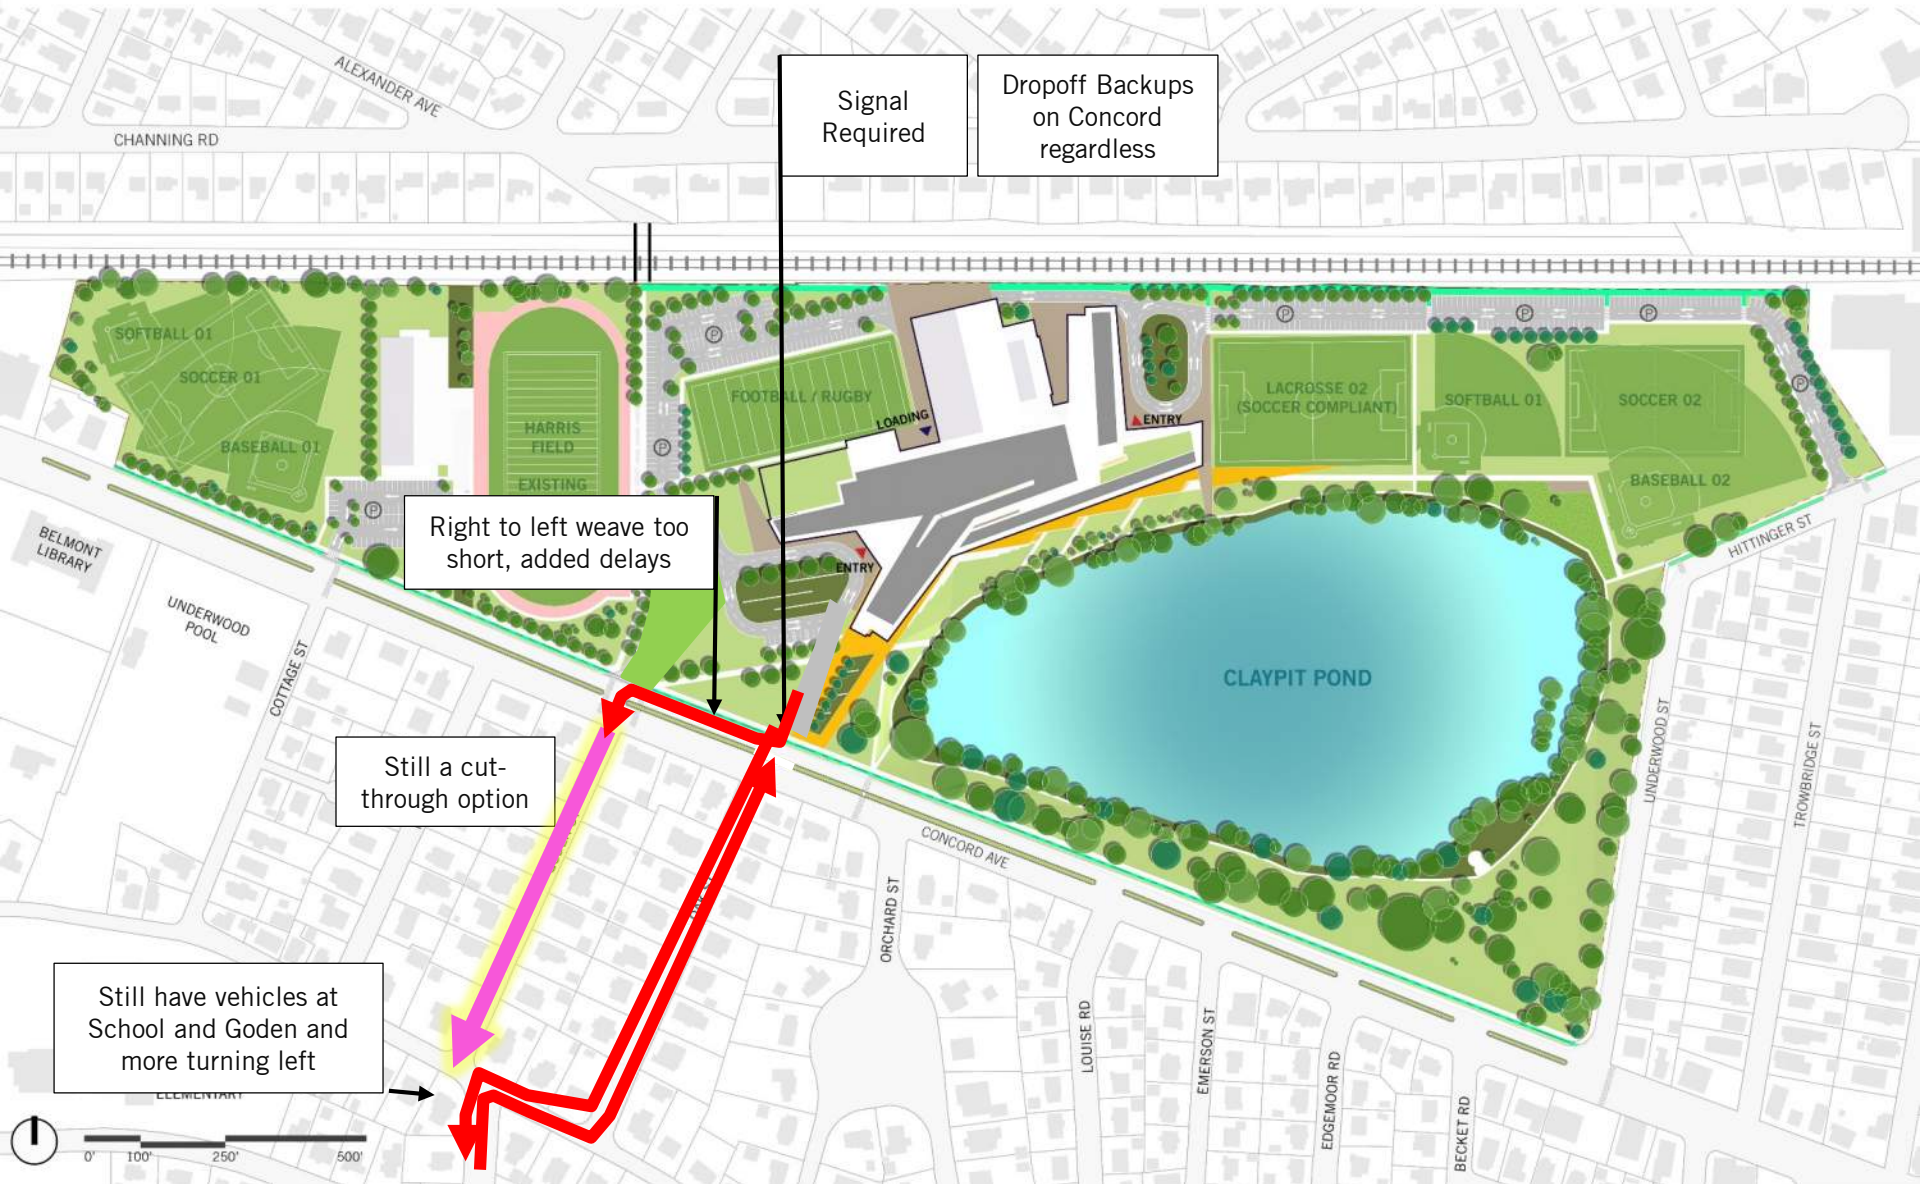 ALEXANDER AVE
CHANNING RD
Signal
Required
Dropoff Backups
on Concord
regardless
SOFTBALL 01
SOCCER 01
BASEBALL 01
HARRIS
FIELD
EXISTING
P
P
P
FOOTBALL / RUGBY
LOADING
ENTRY
P
P
P
P
LACROSSE 02
(SOCCER COMPLIANT)
SOFTBALL 01
SOCCER 02
BASEBALL 02
HITTINGER ST
BELMONT
LIBRARY
UNDERWOOD
POOL
COTTAGE ST
Right to left weave too
short, added delays
ENTRY
CLAYPIT POND
UNDERWOOD ST
TROWBRIDGE ST
Still a cut-
through option
CONCORD AVE
ORCHARD ST
LOUISE RD
EMERSON ST
EDGEMOOR RD
BECKET RD
Still have vehicles at
School and Goden and
more turning left
ELEMENTARY
0' 100' 250' 500'